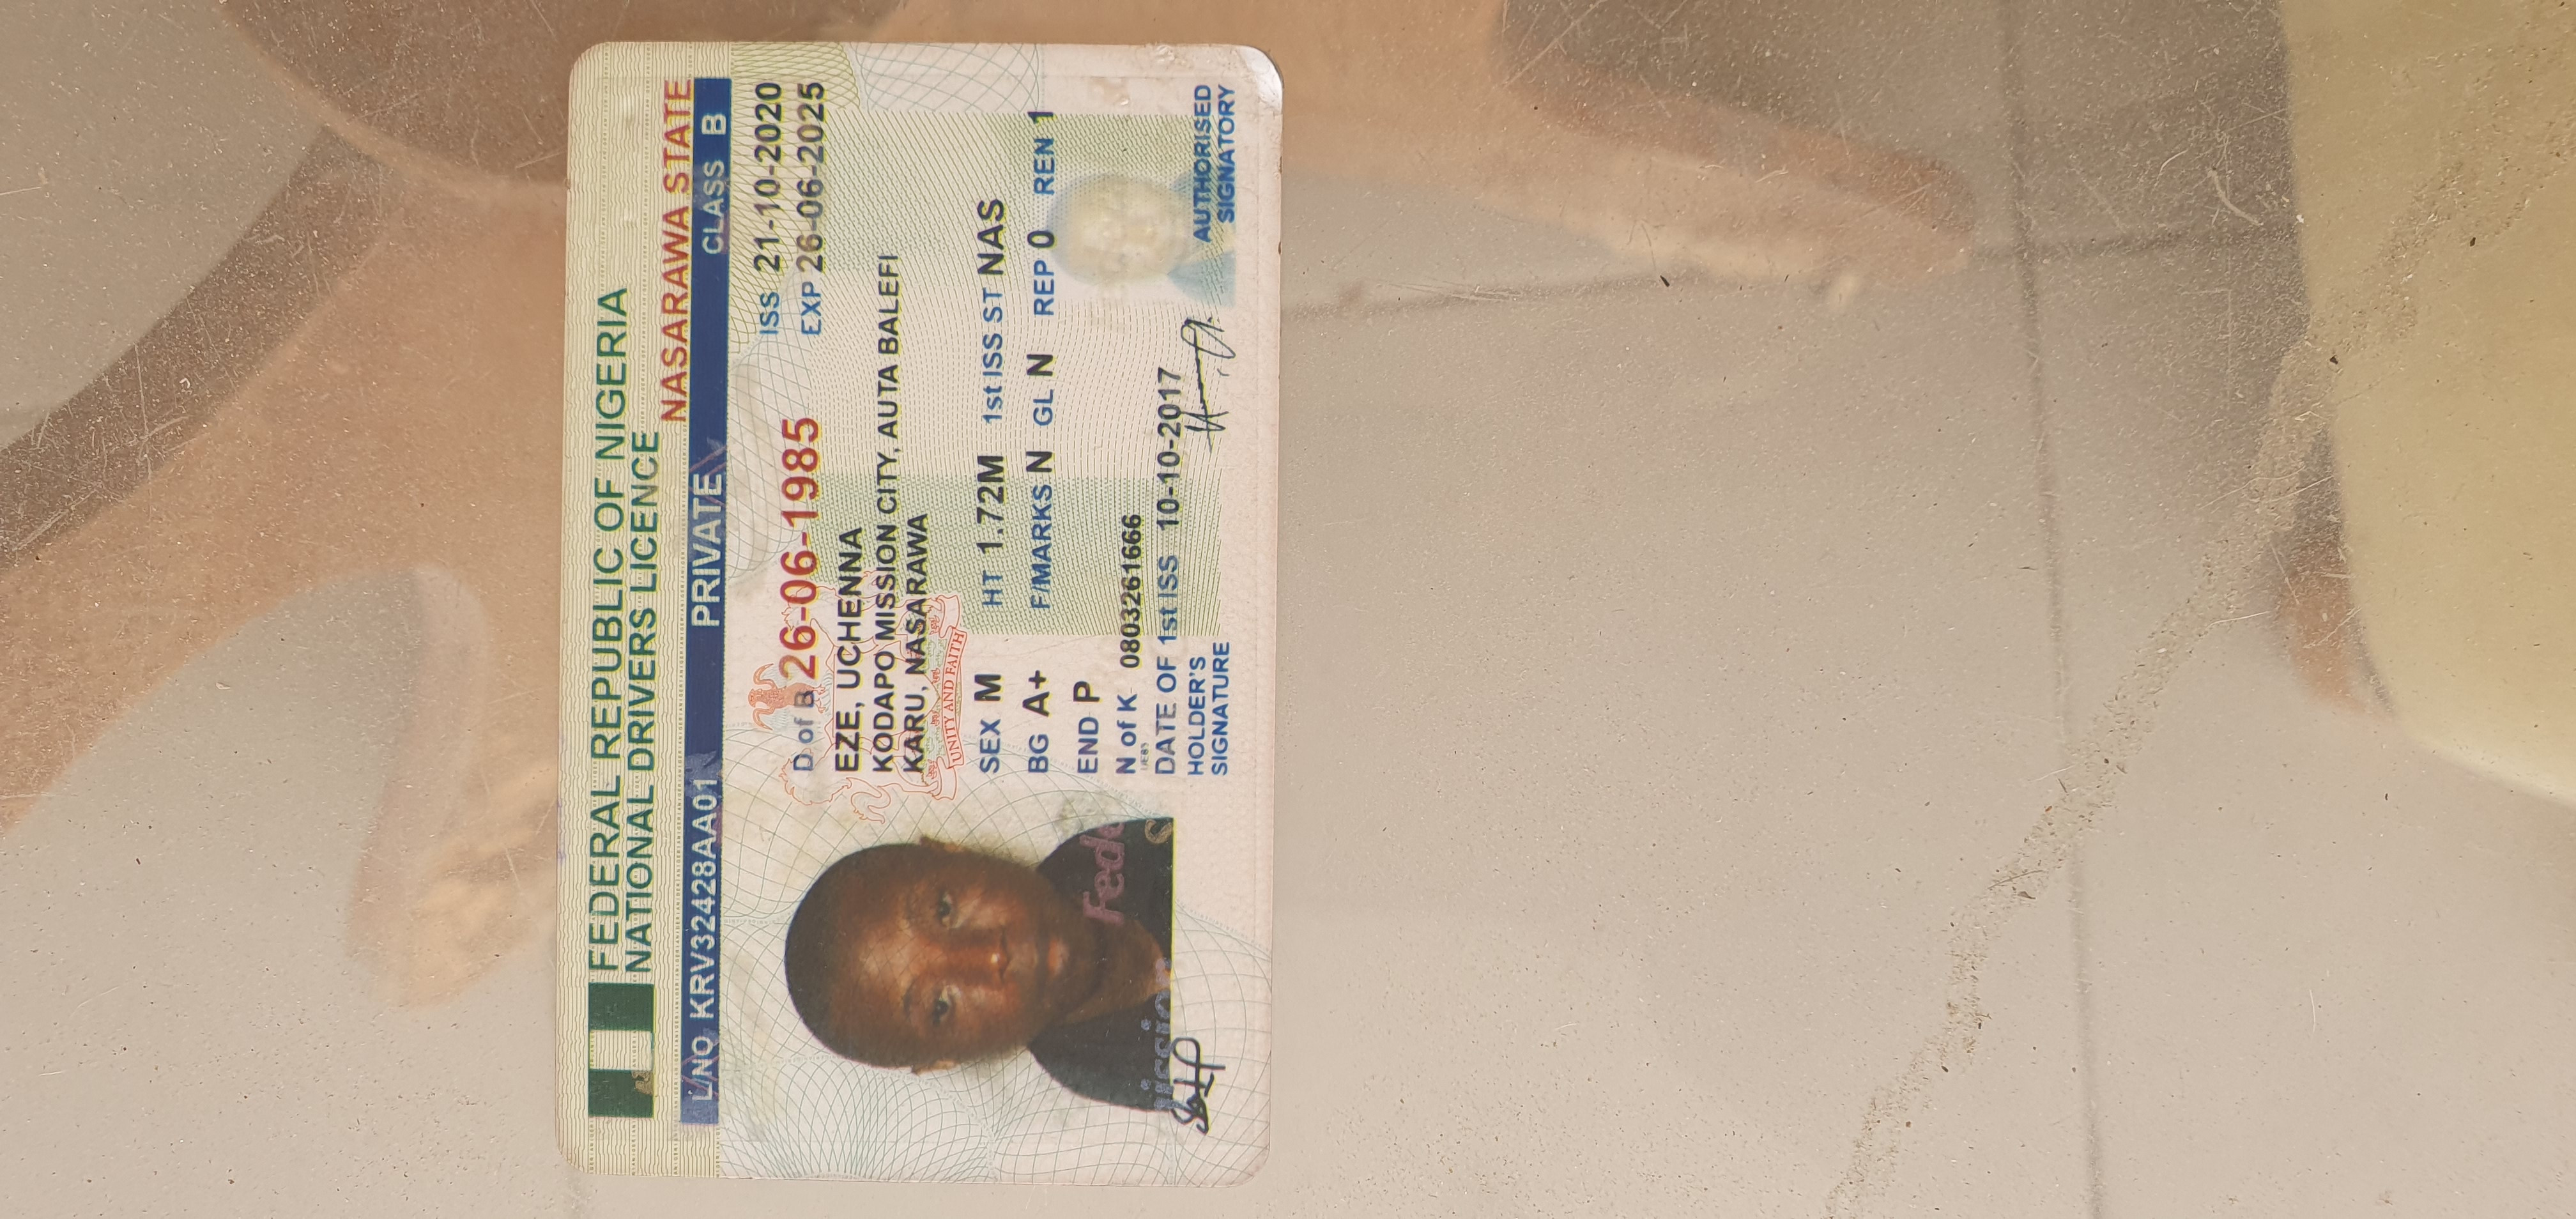 FEDERAL REPUBLIC OF NIGERIA
NATIONAL DRIVERS LICENCE
NASARAWA STATE
L/NO KRV32428AA01 PRIVATE CLASS B
D of B 26-06-1985 ISS 21-10-2020
EXP 26-06-2025
EZE, UCHENNA
KODAPO MISSION CITY, AUTA BALEFI
KARU, NASARAWA
UNITY AND FAITH
SEX M HT 1.72M 1st ISS ST NAS
BG A+ F/MARKS N GL N REP 0 REN 1
END P
N of K 08032661666
DATE OF 1st ISS 10-10-2017
HOLDER'S
SIGNATURE
AUTHORISED
SIGNATORY